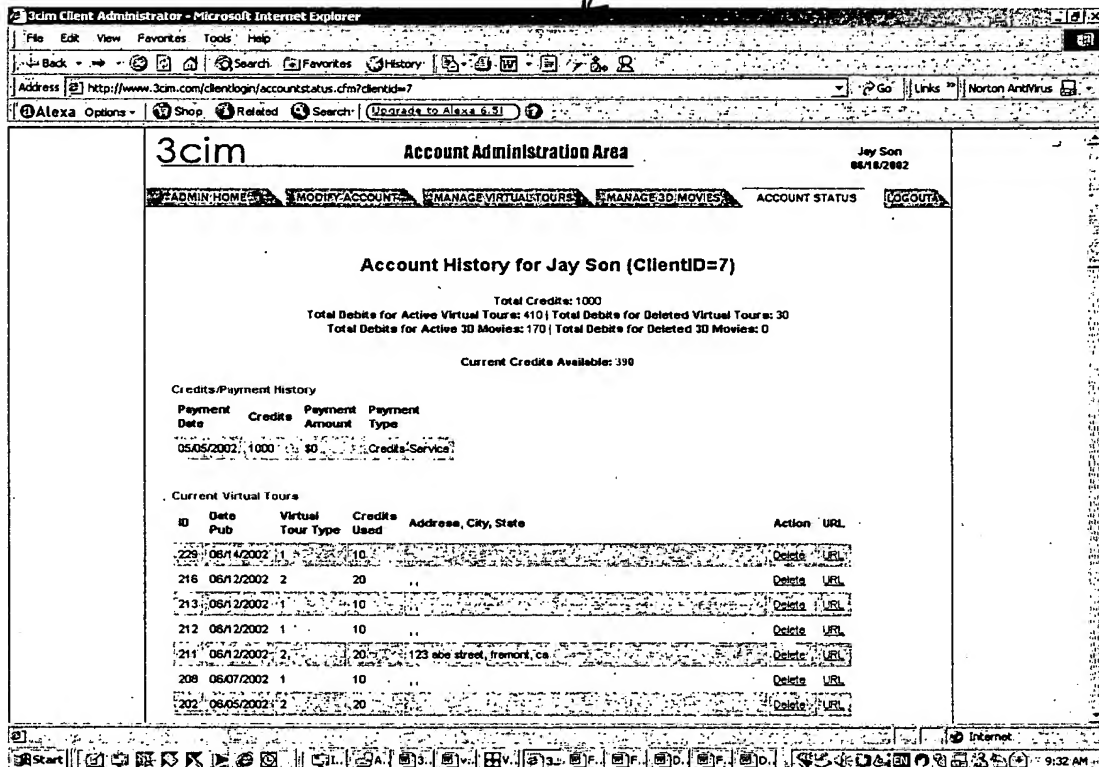 3cim Client Administrator - Microsoft Internet Explorer
File Edit View Favorites Tools Help
Back Search Favorites History
Address http://www.3cim.com/clientlogin/accountstatus.cfm?clientid=7 Go Links » Norton AntiVirus
Alexa Options Shop Related Search Upgrade to Alexa 6.5!
3cim Account Administration Area Jay Son
06/18/2002
ADMIN HOME MODIFY ACCOUNT MANAGE VIRTUAL TOURS MANAGE 3D MOVIES ACCOUNT STATUS LOGOUT
Account History for Jay Son (ClientID=7)
Total Credits: 1000
Total Debits for Active Virtual Tours: 410 | Total Debits for Deleted Virtual Tours: 30
Total Debits for Active 3D Movies: 170 | Total Debits for Deleted 3D Movies: 0
Current Credits Available: 390
Credits/Payment History
Payment Date Credits Payment Amount Payment Type
05/05/2002 1000 $0 Credits-Service
Current Virtual Tours
ID Date Pub Virtual Tour Type Credits Used Address, City, State Action URL
229 06/14/2002 1 10 Delete URL
216 06/12/2002 2 20 , , Delete URL
213 06/12/2002 1 10 Delete URL
212 06/12/2002 1 10 , , Delete URL
211 06/12/2002 2 20 123 abe street, fremont, ca Delete URL
208 06/07/2002 1 10 , , Delete URL
202 06/05/2002 2 20 Delete URL
Internet
Start 9:32 AM